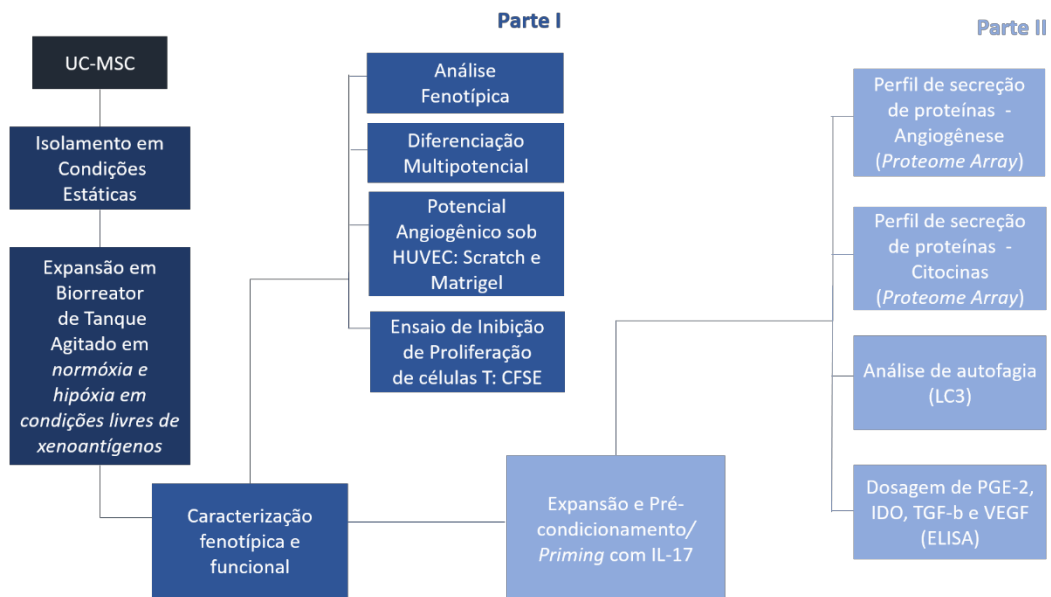 Parte I
Parte II
UC-MSC
Isolamento em
Condições
Estáticas
Expansão em
Biorreator
de Tanque
Agitado em
normóxia e
hipóxia em
condições livres de
xenoantígenos
Caracterização
fenotípica e
funcional
Análise
Fenotípica
Diferenciação
Multipotencial
Potencial
Angiogênico sob
HUVEC: Scratch e
Matrigel
Ensaio de Inibição
de Proliferação
de células T: CFSE
Expansão e Pré-
condicionamento/
Priming com IL-17
Perfil de secreção
de proteínas -
Angiogênese
(Proteome Array)
Perfil de secreção
de proteínas -
Citocinas
(Proteome Array)
Análise de autofagia
(LC3)
Dosagem de PGE-2,
IDO, TGF-b e VEGF
(ELISA)